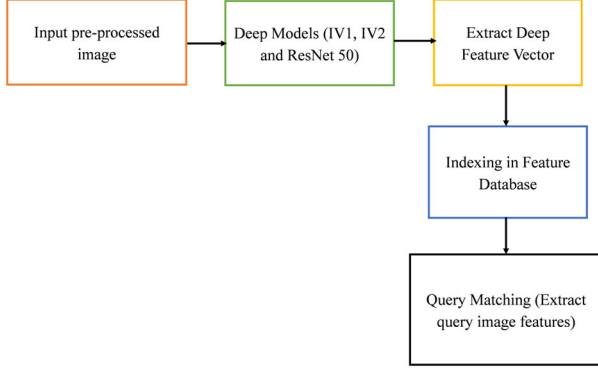 Input pre-processed
image
Deep Models (IV1, IV2
and ResNet 50)
Extract Deep
Feature Vector
Indexing in Feature
Database
Query Matching (Extract
query image features)